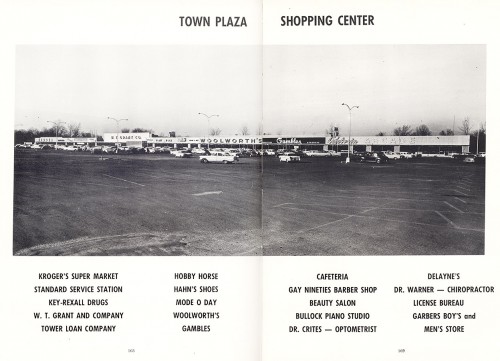 TOWN PLAZA SHOPPING CENTER
W. T. GRANT CO.
WOOLWORTH'S
Gambles
KROGER'S SUPER MARKET
STANDARD SERVICE STATION
KEY-REXALL DRUGS
W. T. GRANT AND COMPANY
TOWER LOAN COMPANY
HOBBY HORSE
HAHN'S SHOES
MODE O DAY
WOOLWORTH'S
GAMBLES
CAFETERIA
GAY NINETIES BARBER SHOP
BEAUTY SALON
BULLOCK PIANO STUDIO
DR. CRITES — OPTOMETRIST
DELAYNE'S
DR. WARNER — CHIROPRACTOR
LICENSE BUREAU
GARBERS BOY'S and
MEN'S STORE